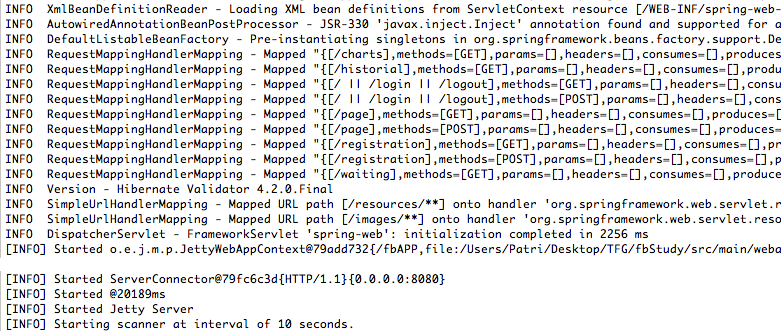 INFO  XmlBeanDefinitionReader - Loading XML bean definitions from ServletContext resource [/WEB-INF/spring-web-
INFO  AutowiredAnnotationBeanPostProcessor - JSR-330 'javax.inject.Inject' annotation found and supported for a
INFO  DefaultListableBeanFactory - Pre-instantiating singletons in org.springframework.beans.factory.support.De
INFO  RequestMappingHandlerMapping - Mapped "{[/charts],methods=[GET],params=[],headers=[],consumes=[],produces
INFO  RequestMappingHandlerMapping - Mapped "{[/historial],methods=[GET],params=[],headers=[],consumes=[],produ
INFO  RequestMappingHandlerMapping - Mapped "{[/ || /login || /logout],methods=[GET],params=[],headers=[],consu
INFO  RequestMappingHandlerMapping - Mapped "{[/ || /login || /logout],methods=[POST],params=[],headers=[],cons
INFO  RequestMappingHandlerMapping - Mapped "{[/page],methods=[GET],params=[],headers=[],consumes=[],produces=[
INFO  RequestMappingHandlerMapping - Mapped "{[/page],methods=[POST],params=[],headers=[],consumes=[],produces=
INFO  RequestMappingHandlerMapping - Mapped "{[/registration],methods=[GET],params=[],headers=[],consumes=[],pr
INFO  RequestMappingHandlerMapping - Mapped "{[/registration],methods=[POST],params=[],headers=[],consumes=[],p
INFO  RequestMappingHandlerMapping - Mapped "{[/waiting],methods=[GET],params=[],headers=[],consumes=[],produce
INFO  Version - Hibernate Validator 4.2.0.Final
INFO  SimpleUrlHandlerMapping - Mapped URL path [/resources/**] onto handler 'org.springframework.web.servlet.r
INFO  SimpleUrlHandlerMapping - Mapped URL path [/images/**] onto handler 'org.springframework.web.servlet.reso
INFO  DispatcherServlet - FrameworkServlet 'spring-web': initialization completed in 2256 ms
[INFO] Started o.e.j.m.p.JettyWebAppContext@79add732{/fbAPP,file:/Users/Patri/Desktop/TFG/fbStudy/src/main/weba
[INFO] Started ServerConnector@79fc6c3d{HTTP/1.1}{0.0.0.0:8080}
[INFO] Started @20189ms
[INFO] Started Jetty Server
[INFO] Starting scanner at interval of 10 seconds.